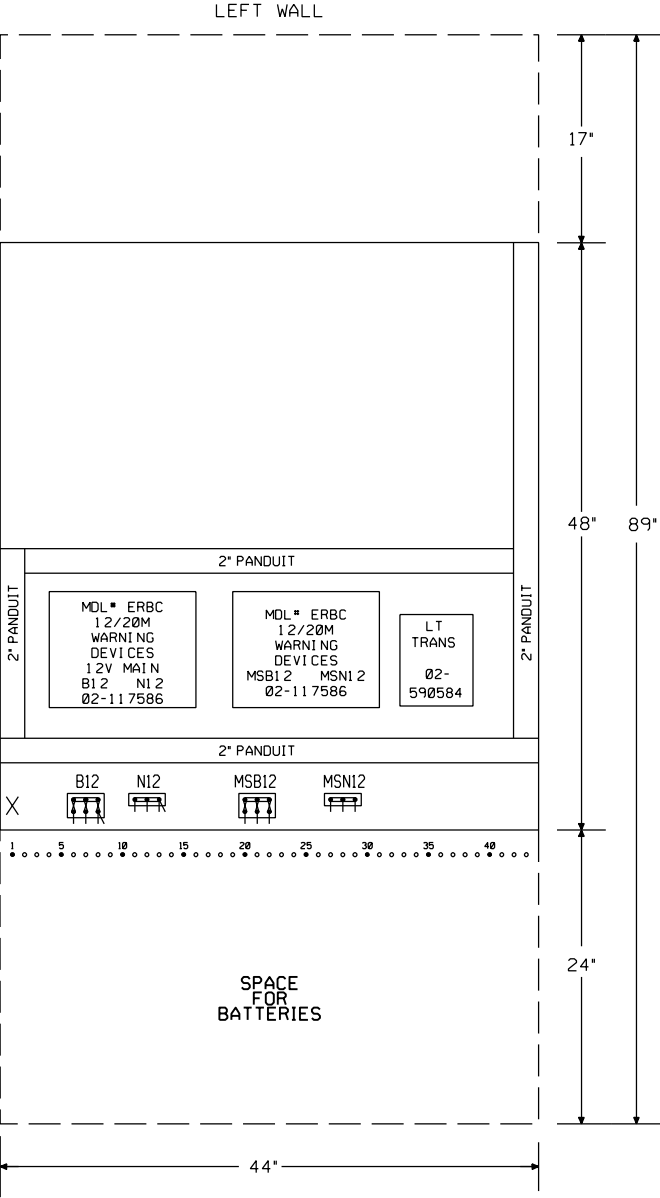 LEFT WALL
17"
48"
89"
2" PANDUIT
2" PANDUIT
2" PANDUIT
MDL# ERBC
12/20M
WARNING
DEVICES
12V MAIN
B12 N12
02-117586
MDL# ERBC
12/20M
WARNING
DEVICES
MSB12 MSN12
02-117586
LT
TRANS
02-
590584
2" PANDUIT
B12 N12 MSB12 MSN12
X
1 5 10 15 20 25 30 35 40
24"
SPACE
FOR
BATTERIES
44"